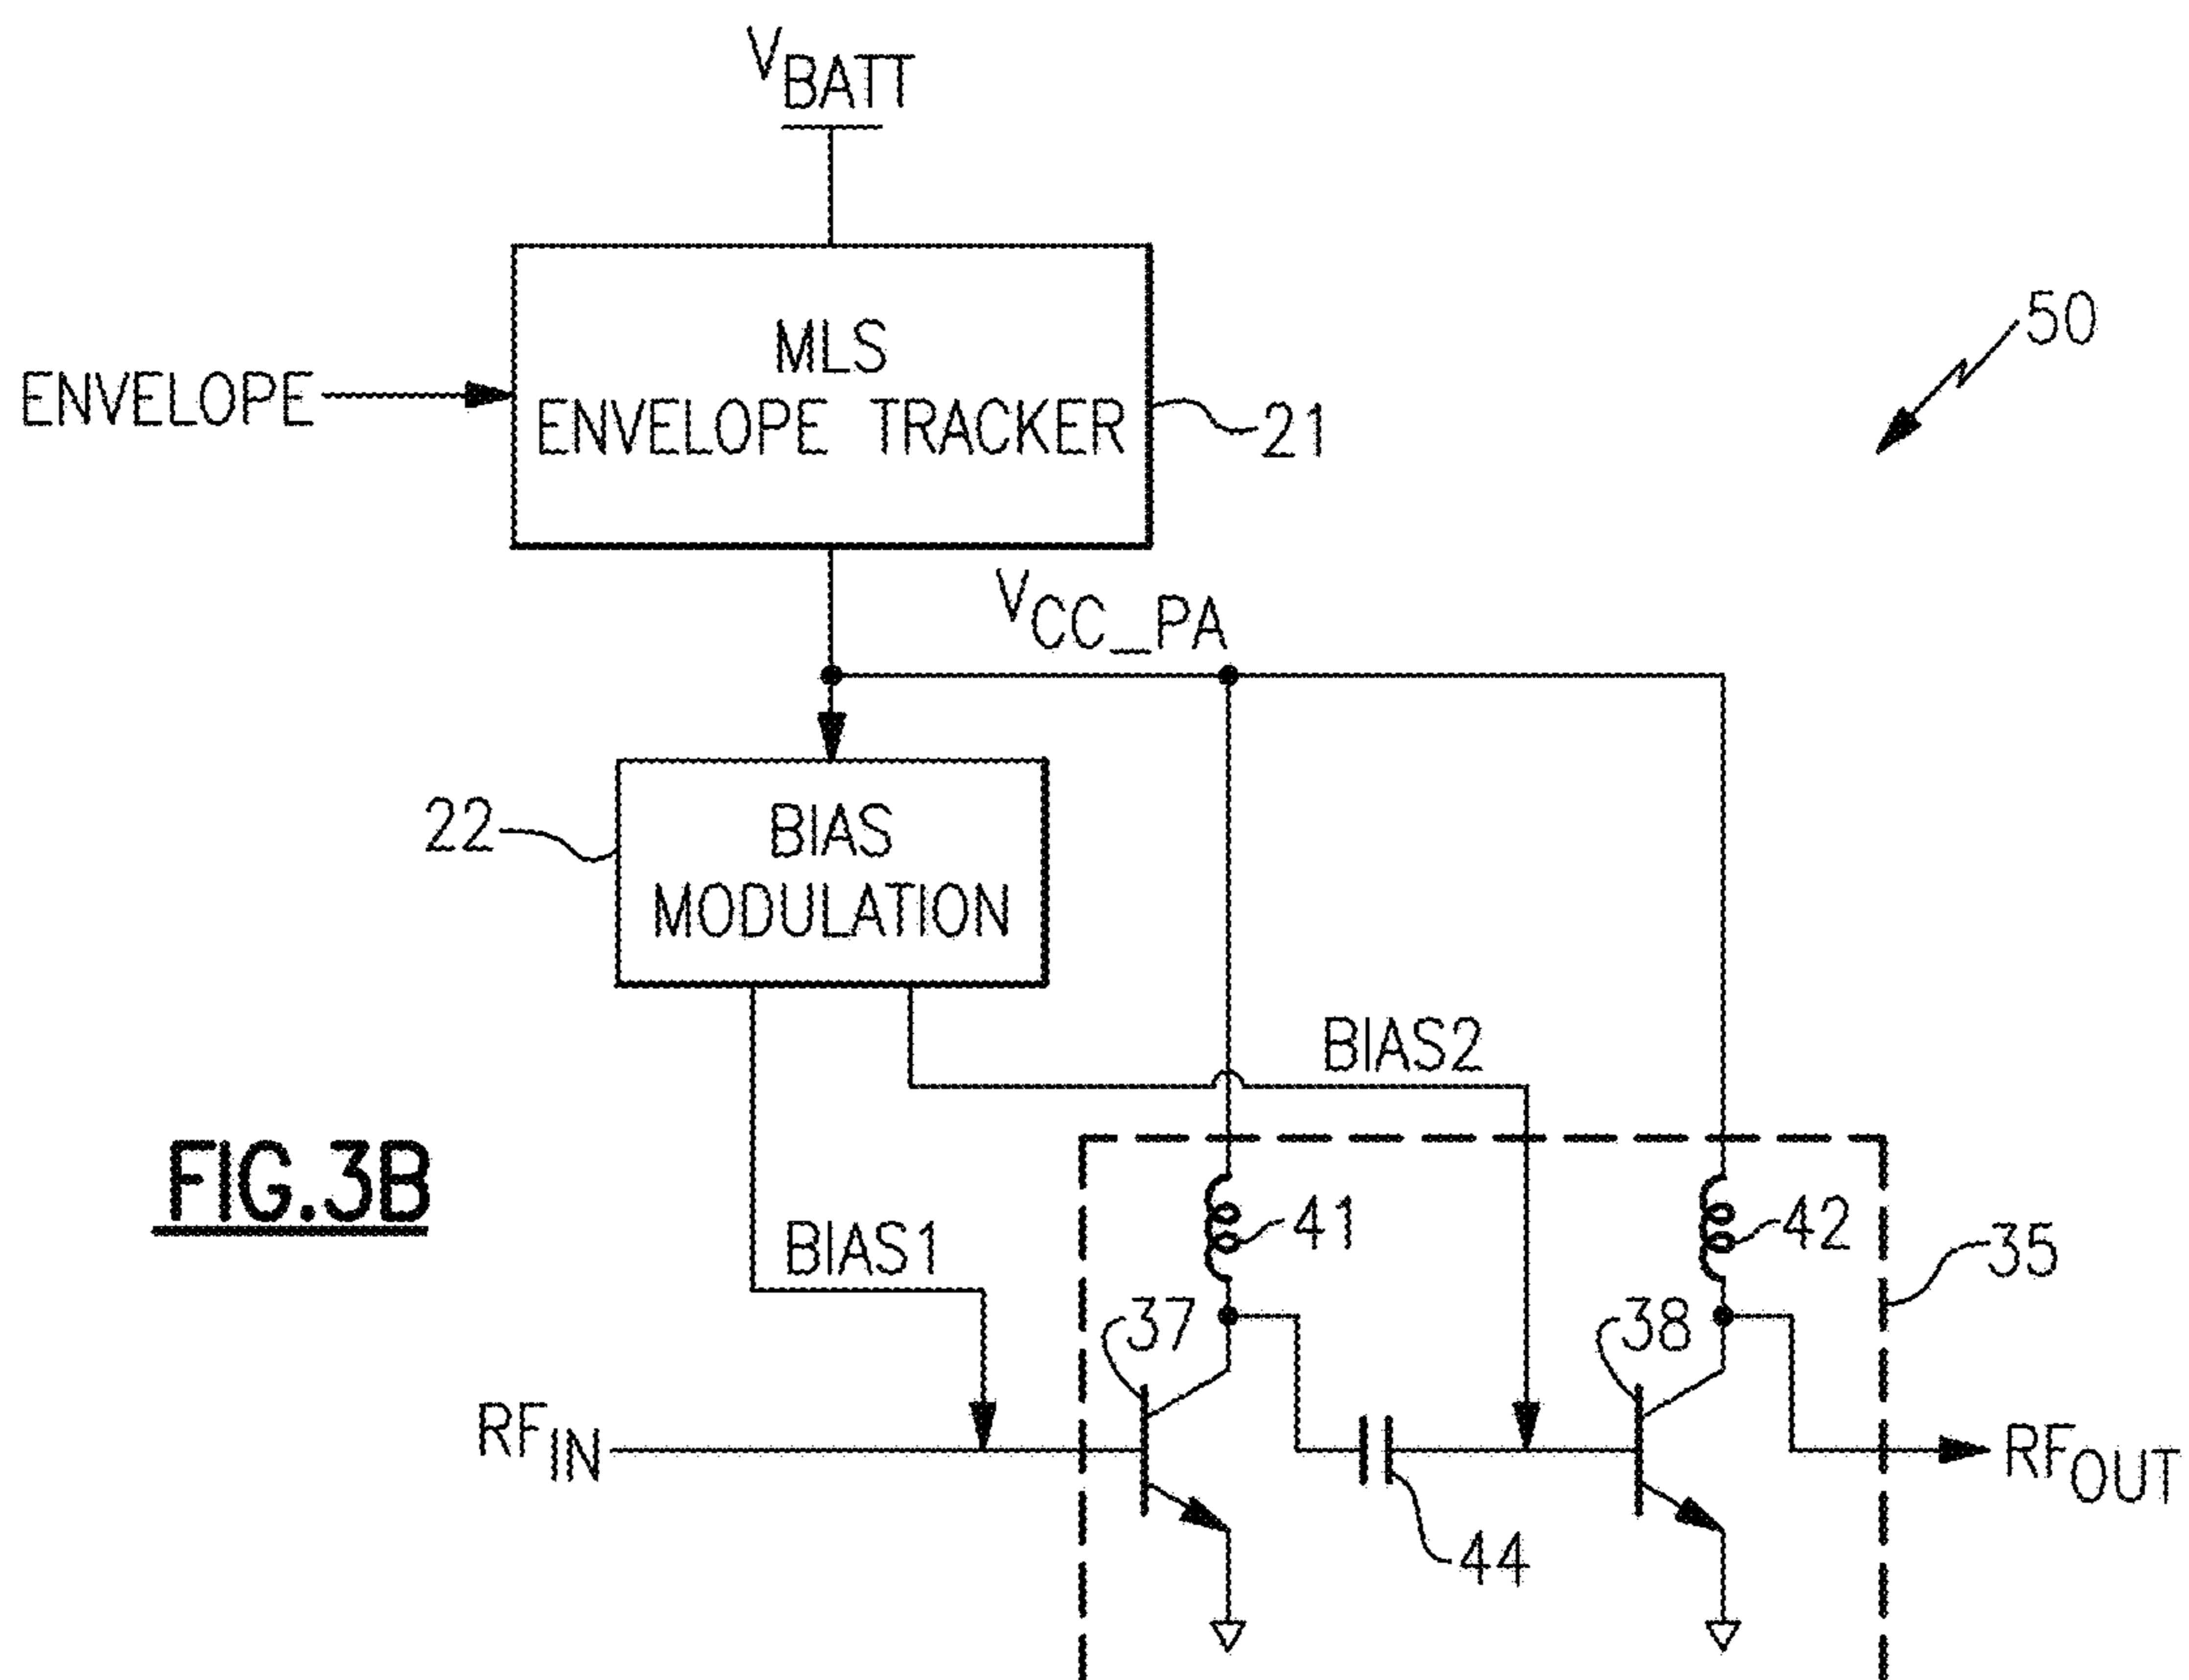 VBATT
MLS
ENVELOPE TRACKER
ENVELOPE
21
50
VCC_PA
22
BIAS
MODULATION
BIAS2
FIG.3B
BIAS1
41
42
35
37
38
RFIN
RFOUT
44